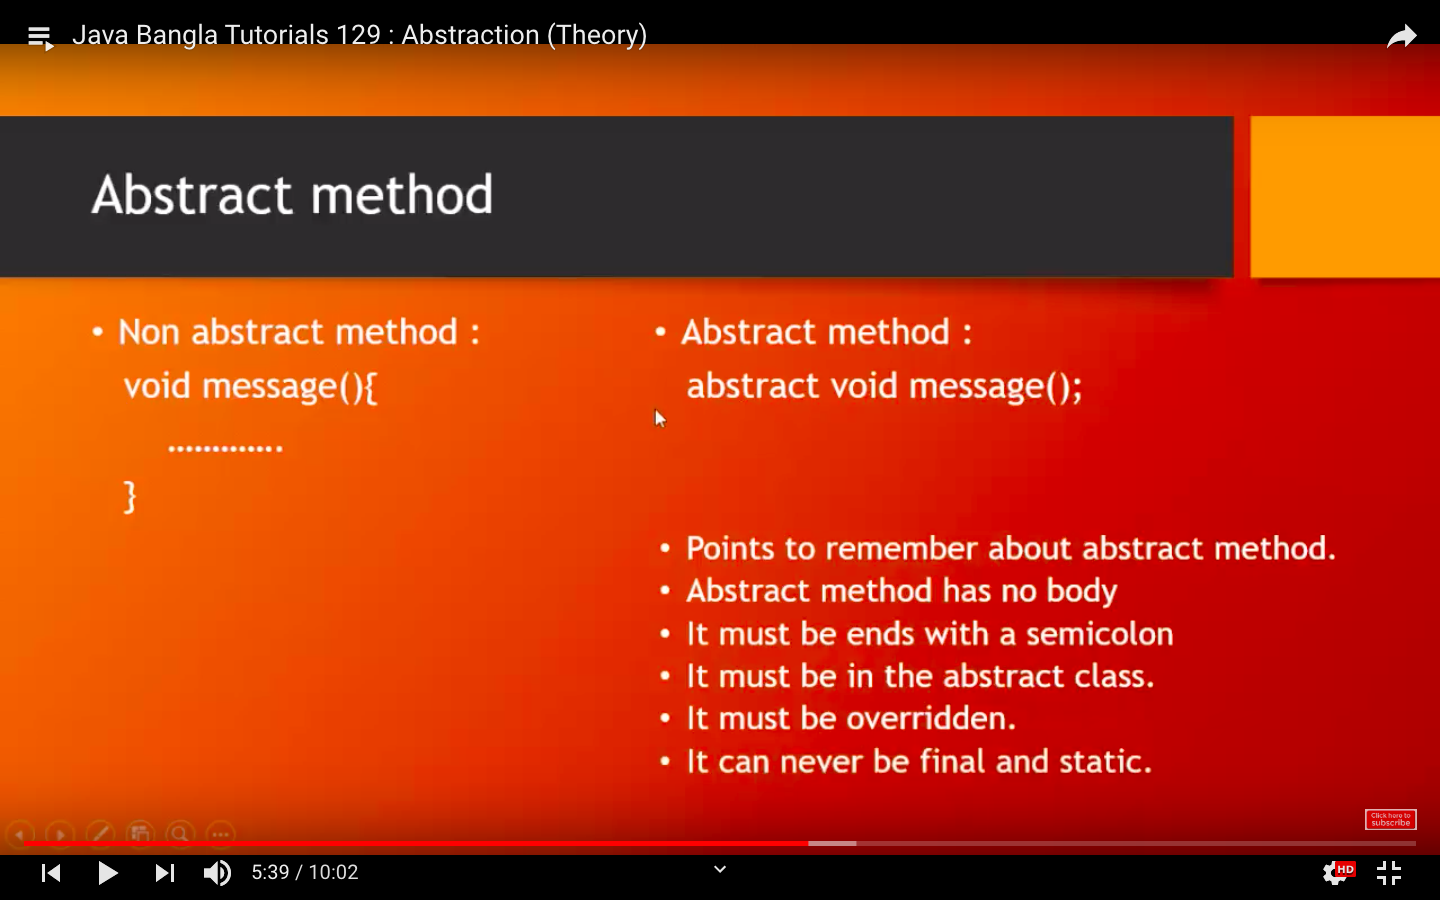 Java Bangla Tutorials 129 : Abstraction (Theory)
Abstract method
• Non abstract method :
void message(){
.............
}
• Abstract method :
abstract void message();
• Points to remember about abstract method.
• Abstract method has no body
• It must be ends with a semicolon
• It must be in the abstract class.
• It must be overridden.
• It can never be final and static.
Click here to
subscribe
5:39 / 10:02
HD